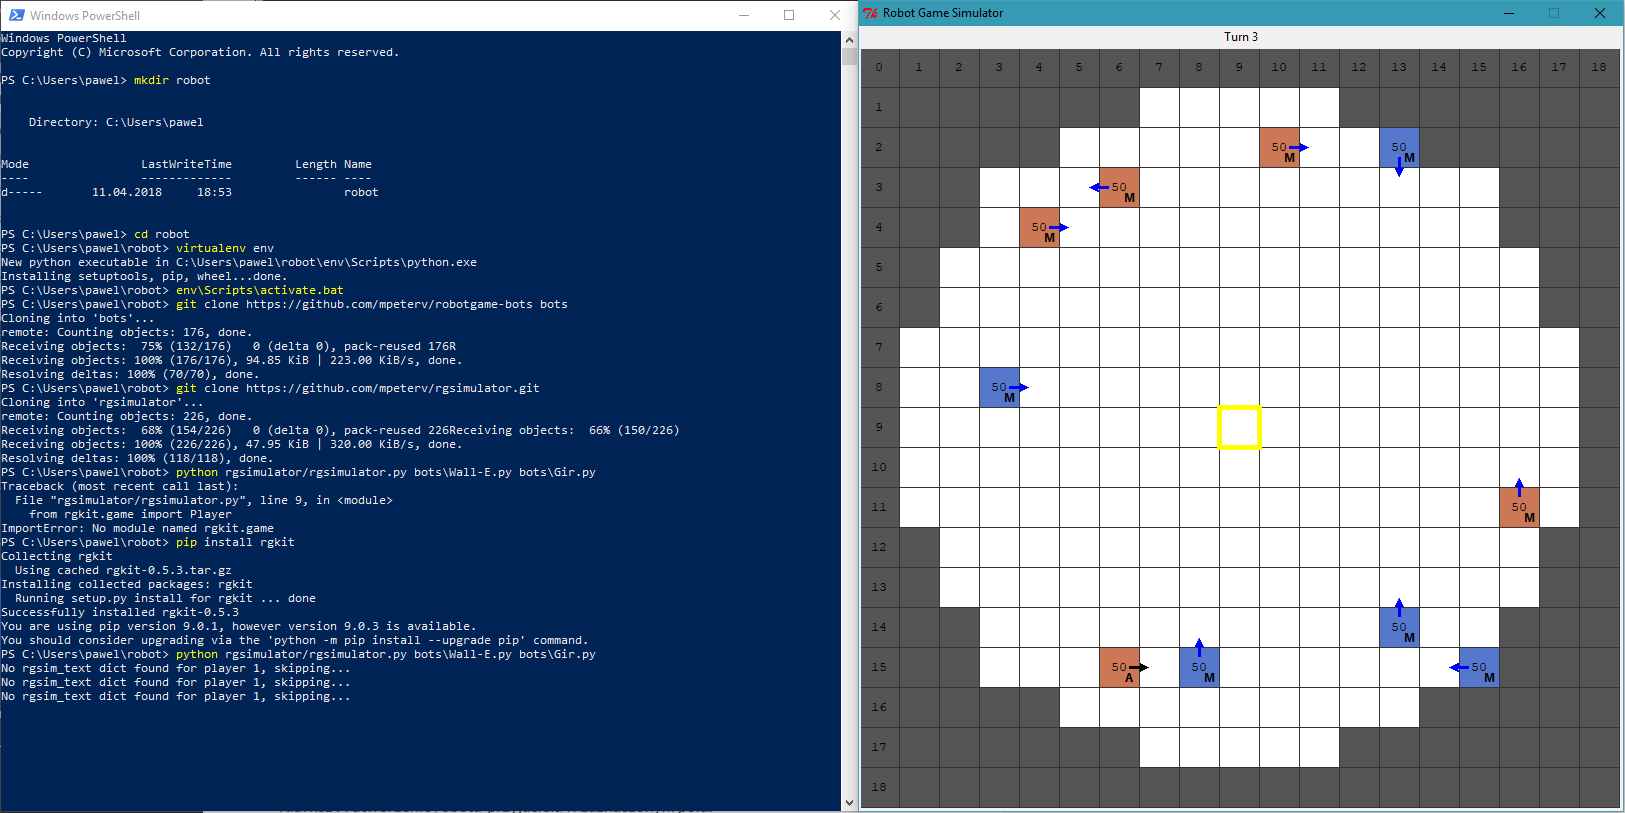 Windows PowerShell
Windows PowerShell
Copyright (C) Microsoft Corporation. All rights reserved.
PS C:\Users\pawel> mkdir robot
Directory: C:\Users\pawel
Mode LastWriteTime Length Name
---- ------------- ------ ----
d----- 11.04.2018 18:53 robot
PS C:\Users\pawel> cd robot
PS C:\Users\pawel\robot> virtualenv env
New python executable in C:\Users\pawel\robot\env\Scripts\python.exe
Installing setuptools, pip, wheel...done.
PS C:\Users\pawel\robot> env\Scripts\activate.bat
PS C:\Users\pawel\robot> git clone https://github.com/mpeterv/robotgame-bots bots
Cloning into 'bots'...
remote: Counting objects: 176, done.
Receiving objects:  75% (132/176)   0 (delta 0), pack-reused 176R
Receiving objects: 100% (176/176), 94.85 KiB | 223.00 KiB/s, done.
Resolving deltas: 100% (70/70), done.
PS C:\Users\pawel\robot> git clone https://github.com/mpeterv/rgsimulator.git
Cloning into 'rgsimulator'...
remote: Counting objects: 226, done.
Receiving objects:  68% (154/226)   0 (delta 0), pack-reused 226Receiving objects:  66% (150/226)
Receiving objects: 100% (226/226), 47.95 KiB | 320.00 KiB/s, done.
Resolving deltas: 100% (118/118), done.
PS C:\Users\pawel\robot> python rgsimulator/rgsimulator.py bots\Wall-E.py bots\Gir.py
Traceback (most recent call last):
File "rgsimulator/rgsimulator.py", line 9, in <module>
from rgkit.game import Player
ImportError: No module named rgkit.game
PS C:\Users\pawel\robot> pip install rgkit
Collecting rgkit
Using cached rgkit-0.5.3.tar.gz
Installing collected packages: rgkit
Running setup.py install for rgkit ... done
Successfully installed rgkit-0.5.3
You are using pip version 9.0.1, however version 9.0.3 is available.
You should consider upgrading via the 'python -m pip install --upgrade pip' command.
PS C:\Users\pawel\robot> python rgsimulator/rgsimulator.py bots\Wall-E.py bots\Gir.py
No rgsim_text dict found for player 1, skipping...
No rgsim_text dict found for player 1, skipping...
No rgsim_text dict found for player 1, skipping...
Robot Game Simulator
Turn 3
0 1 2 3 4 5 6 7 8 9 10 11 12 13 14 15 16 17 18
1
2 50 M 50 M
3 50 M
4 50 M
5
6
7
8 50 M
9
10
11 50 M
12
13
14 50 M
15 50 A 50 M 50 M
16
17
18